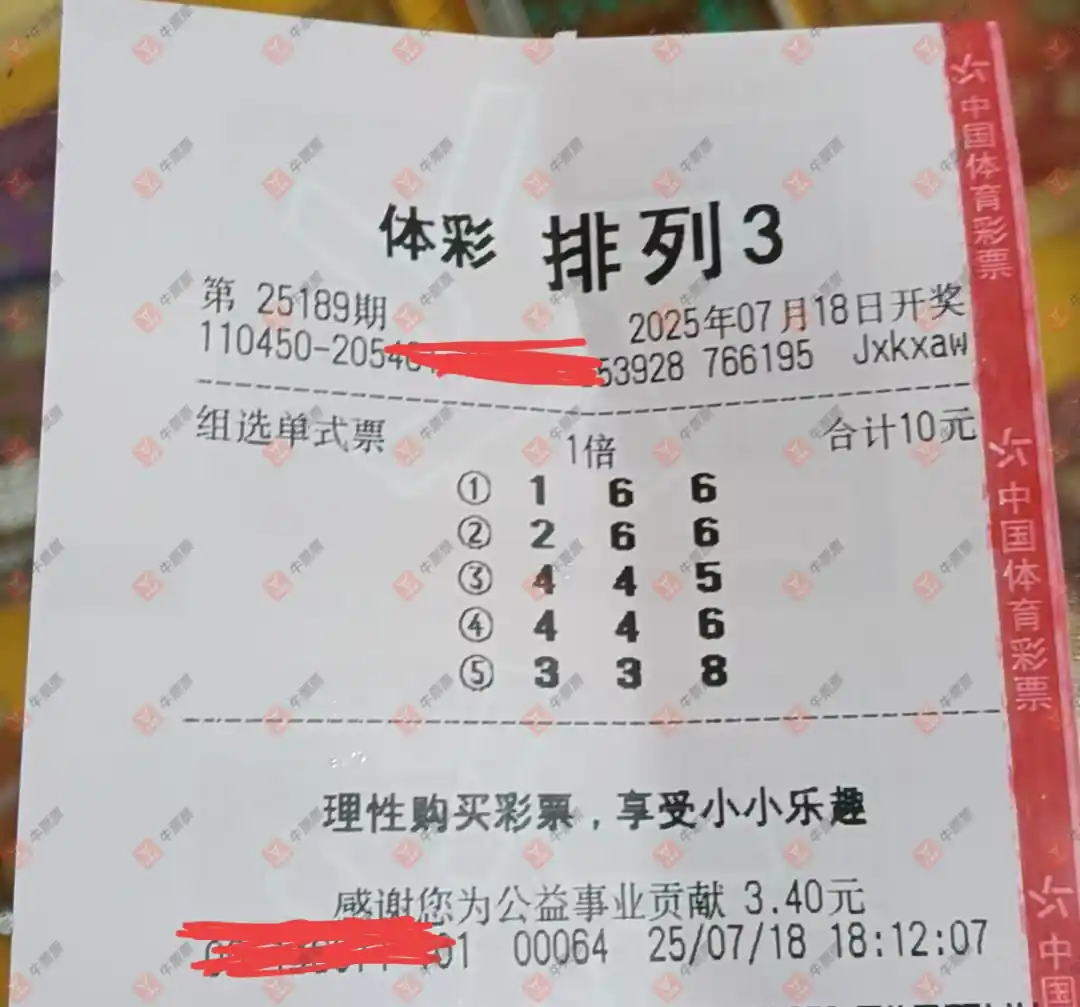 体彩 排列3
第 25189期 2025年07月18日开奖
110450-205 53928 766195 Jxkxaw
组选单式票 1倍 合计10元
① 1 6 6
② 2 6 6
③ 4 4 5
④ 4 4 6
⑤ 3 3 8
理性购买彩票，享受小小乐趣
感谢您为公益事业贡献 3.40元
01 00064 25/07/18 18:12:07
中国体育彩票
中国体育彩票
中国